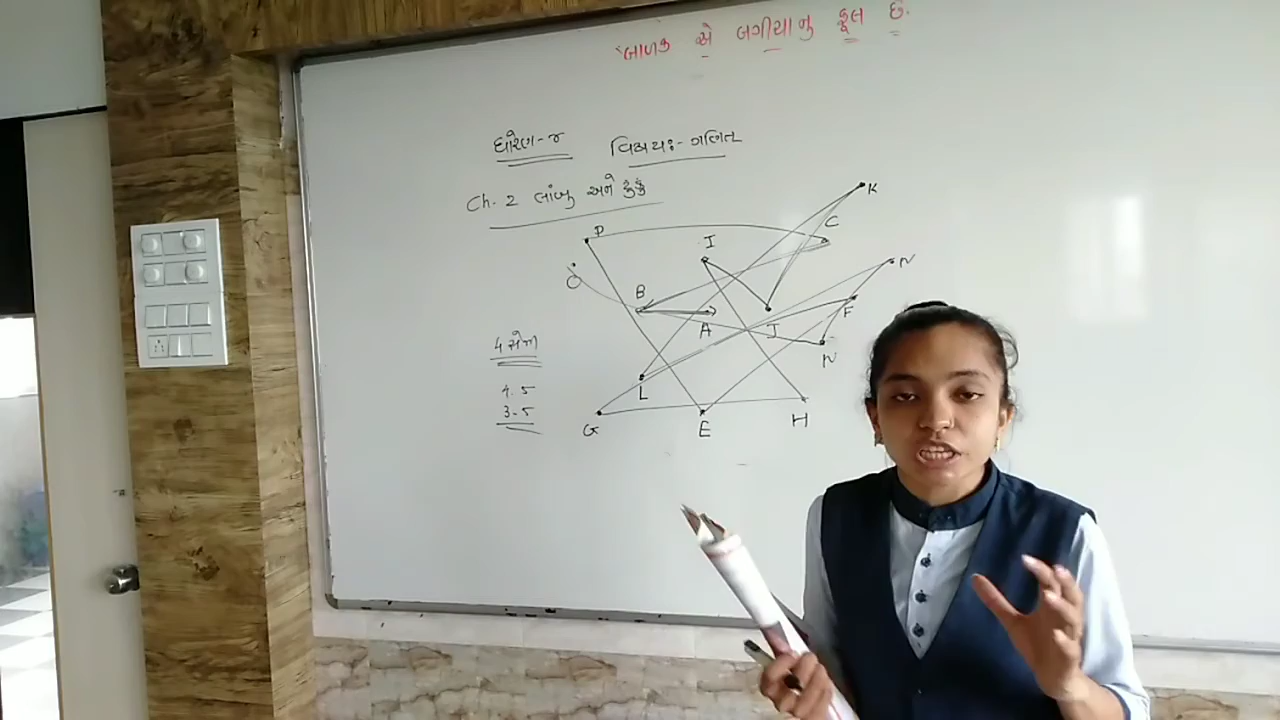 બાળક એ બગીયાનુ ફૂલ છે.
ધોરણ-૪ વિષયઃ- ગણિત
Ch. 2 લાંબુ અને ટુંકું
P
I
C
K
B
A
J
F
N
N
L
G
E
H
4 સેમી
4.5
3.5